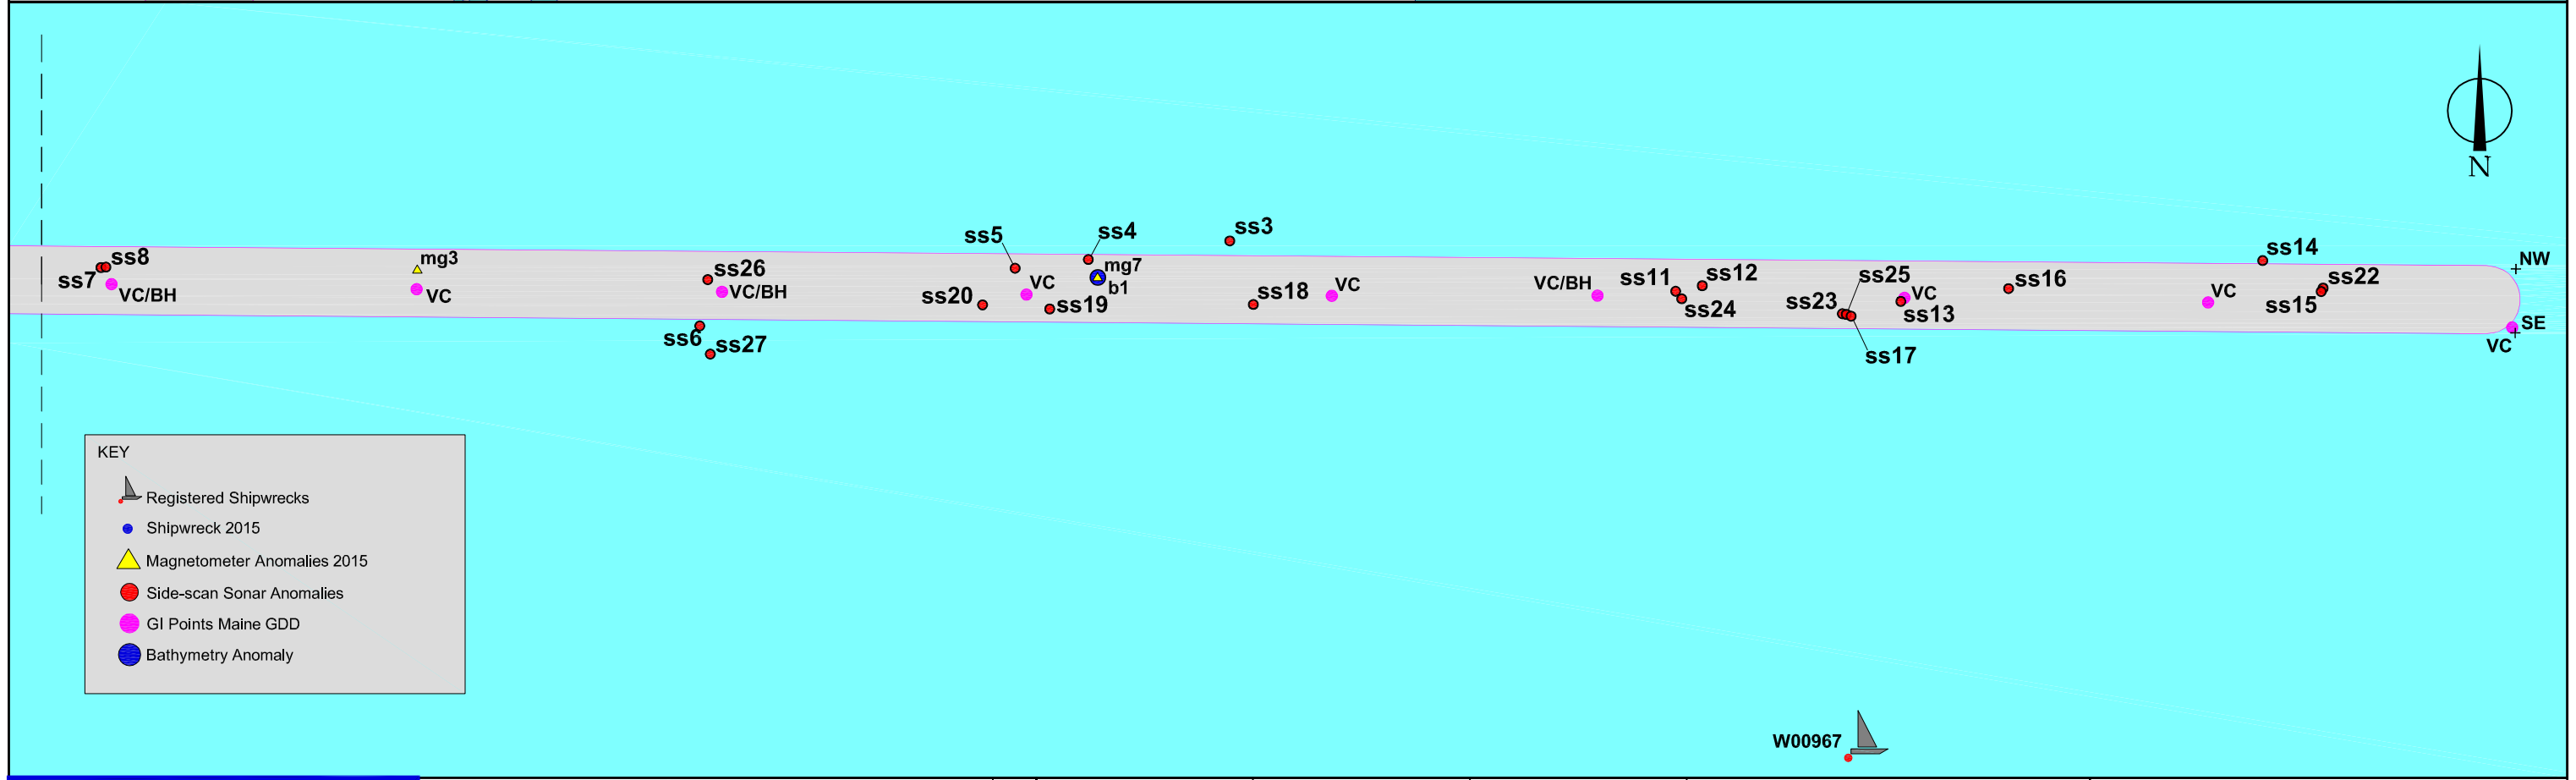 N
ss3
ss4
ss5
ss14
ss8
mg3
NW
mg7
ss26
ss25
ss12
ss11
ss16
ss22
ss7
VC
VC
VC/BH
b1
VC/BH
VC/BH
VC
VC
VC
ss20
ss18
ss23
ss15
VC
ss19
ss24
ss13
SE
ss6
ss27
VC
ss17
KEY
Registered Shipwrecks
Shipwreck 2015
Magnetometer Anomalies 2015
Side-scan Sonar Anomalies
GI Points Maine GDD
Bathymetry Anomaly
W00967